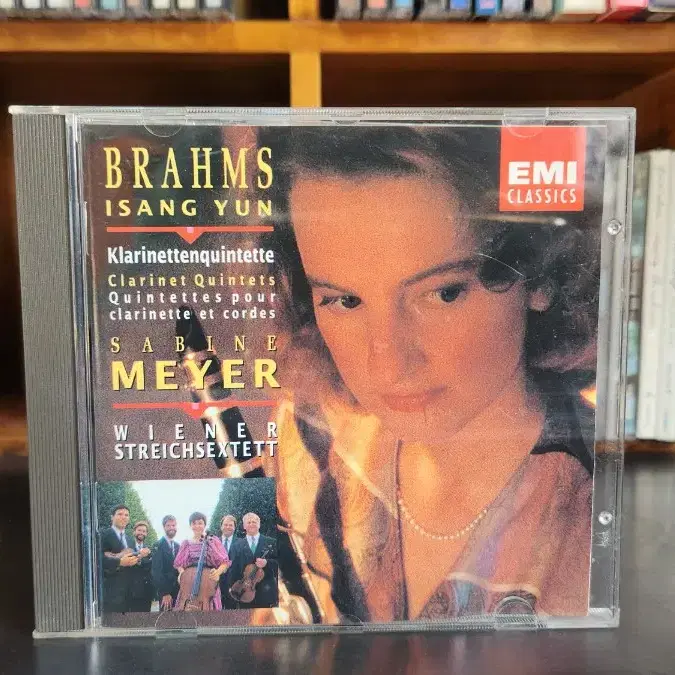 BRAHMS
ISANG YUN
Klarinettenquintette
Clarinet Quintets
Quintettes pour
clarinette et cordes
SABINE
MEYER
WIENER
STREICHSEXTETT
EMI
CLASSICS